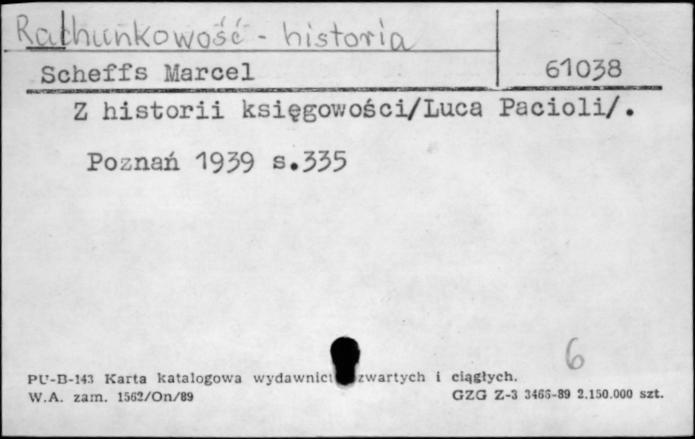 Rachunkowość - historia
Scheffs Marcel 61038
Z historii księgowości/Luca Pacioli/.
Poznań 1939 s.335
6
PU-B-143 Karta katalogowa wydawnict zwartych i ciągłych.
W.A. zam. 1562/On/89 GZG Z-3 3466-89 2.150.000 szt.